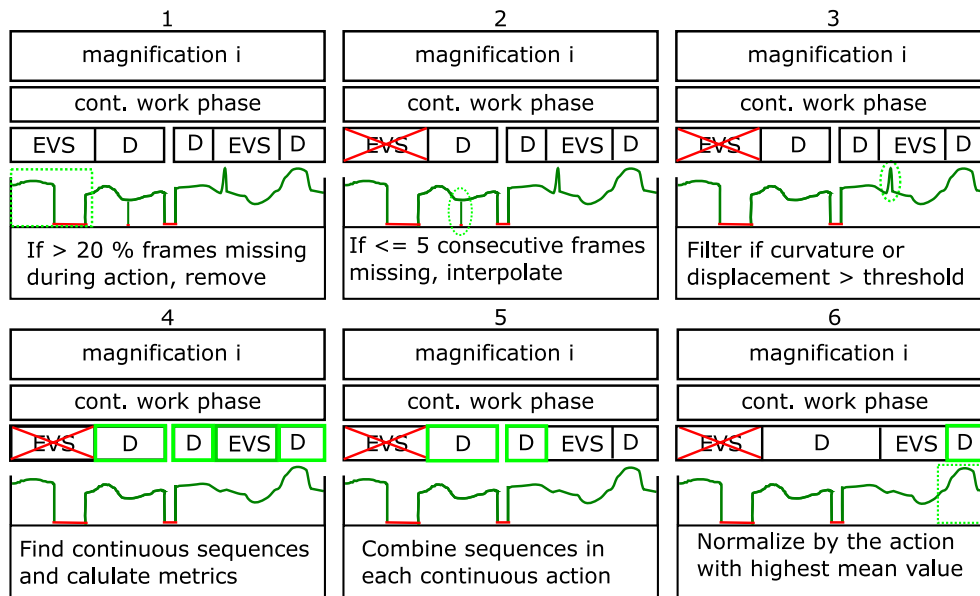 1
magnification i
cont. work phase
EVS D D EVS D
If > 20 % frames missing
during action, remove
2
magnification i
cont. work phase
EVS D D EVS D
If <= 5 consecutive frames
missing, interpolate
3
magnification i
cont. work phase
EVS D D EVS D
Filter if curvature or
displacement > threshold
4
magnification i
cont. work phase
EVS D D EVS D
Find continuous sequences
and calulate metrics
5
magnification i
cont. work phase
EVS D D EVS D
Combine sequences in
each continuous action
6
magnification i
cont. work phase
EVS D EVS D
Normalize by the action
with highest mean value